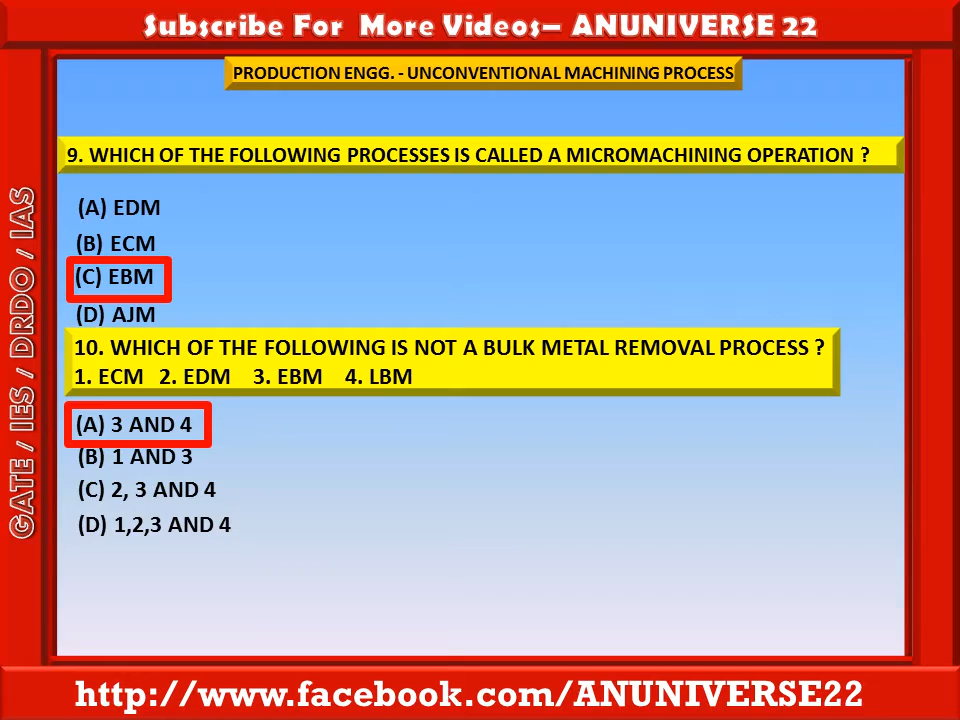 Subscribe For More Videos– ANUNIVERSE 22
PRODUCTION ENGG. - UNCONVENTIONAL MACHINING PROCESS
GATE / IES / DRDO / IAS
9. WHICH OF THE FOLLOWING PROCESSES IS CALLED A MICROMACHINING OPERATION ?
(A) EDM
(B) ECM
(C) EBM
(D) AJM
10. WHICH OF THE FOLLOWING IS NOT A BULK METAL REMOVAL PROCESS ?
1. ECM 2. EDM 3. EBM 4. LBM
(A) 3 AND 4
(B) 1 AND 3
(C) 2, 3 AND 4
(D) 1,2,3 AND 4
http://www.facebook.com/ANUNIVERSE22